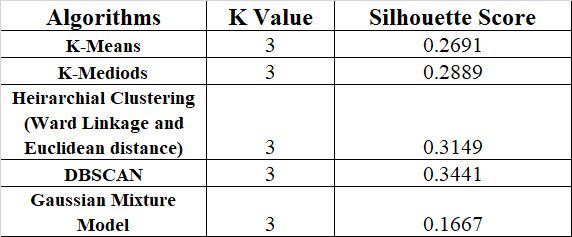 Algorithms K Value Silhouette Score
K-Means 3 0.2691
K-Mediods 3 0.2889
Heirarchial Clustering
(Ward Linkage and
Euclidean distance) 3 0.3149
DBSCAN 3 0.3441
Gaussian Mixture
Model 3 0.1667